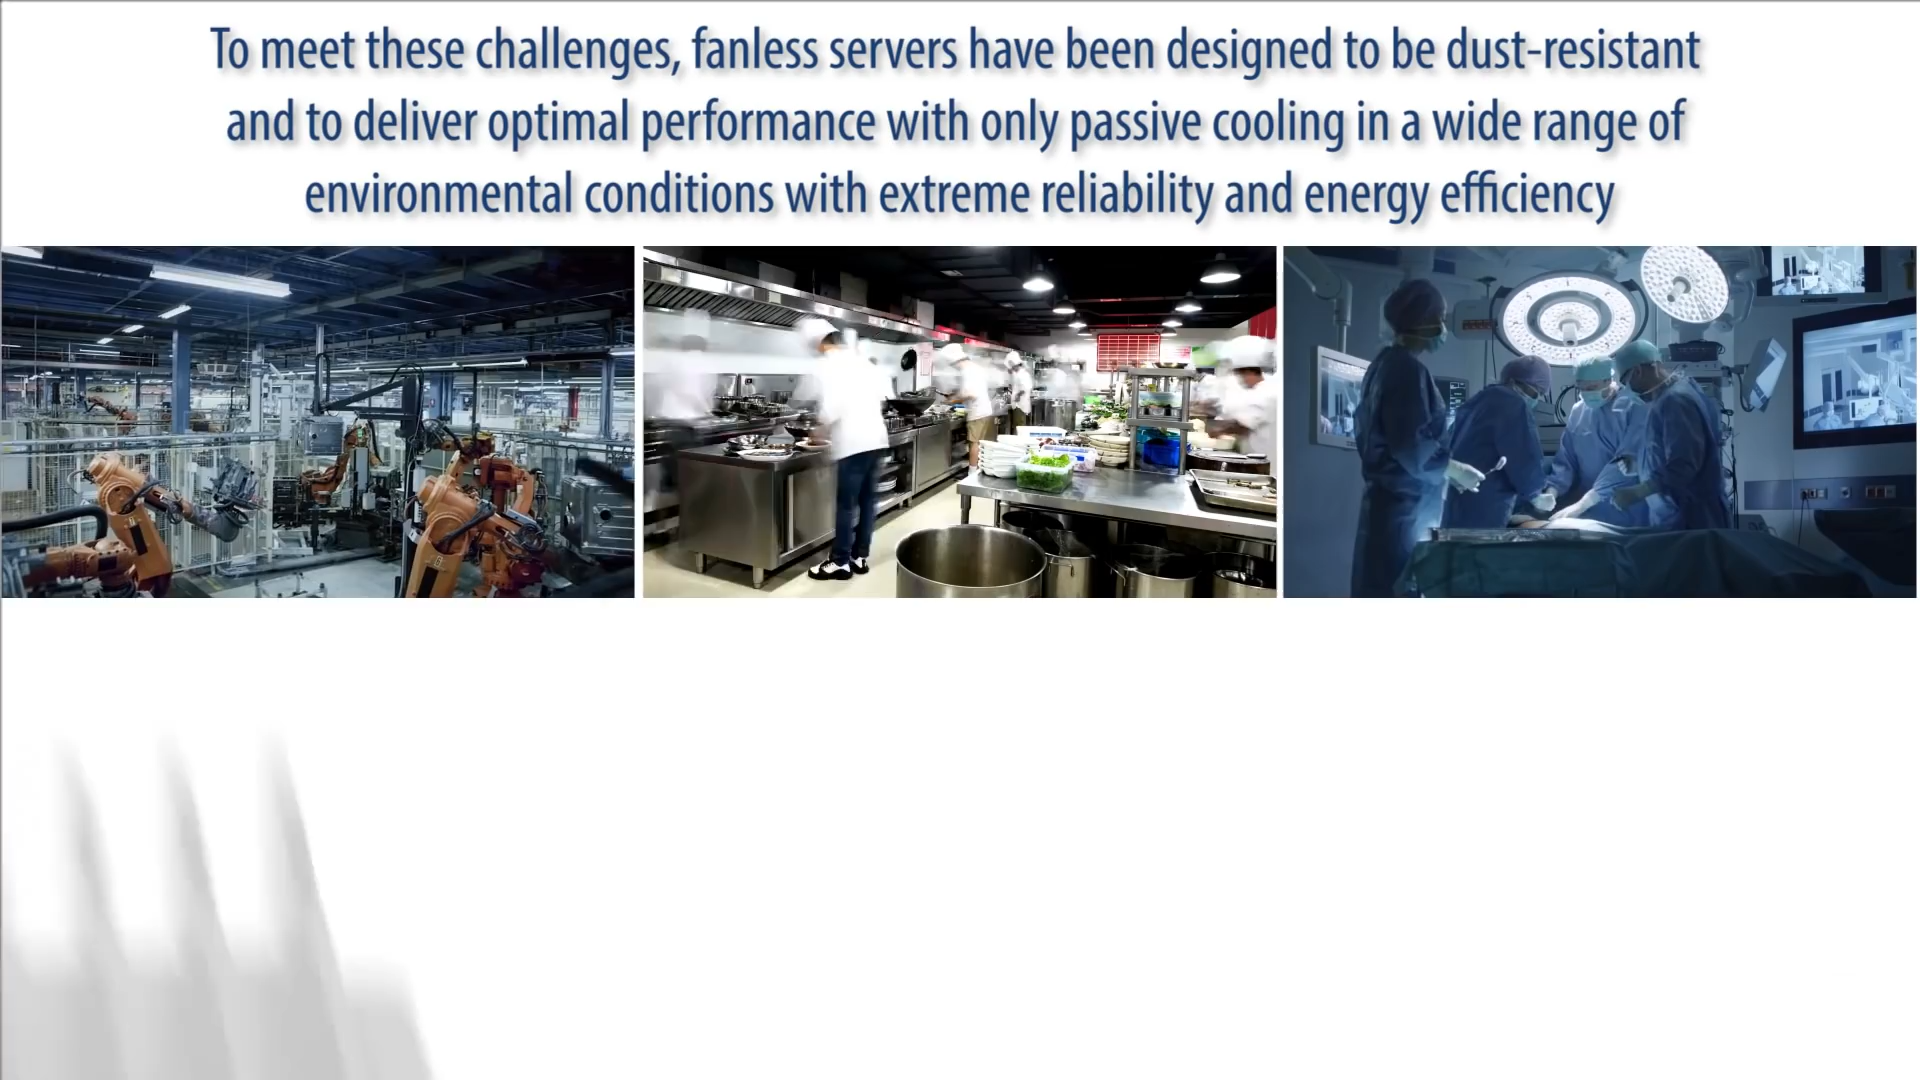 To meet these challenges, fanless servers have been designed to be dust-resistant
and to deliver optimal performance with only passive cooling in a wide range of
environmental conditions with extreme reliability and energy efficiency